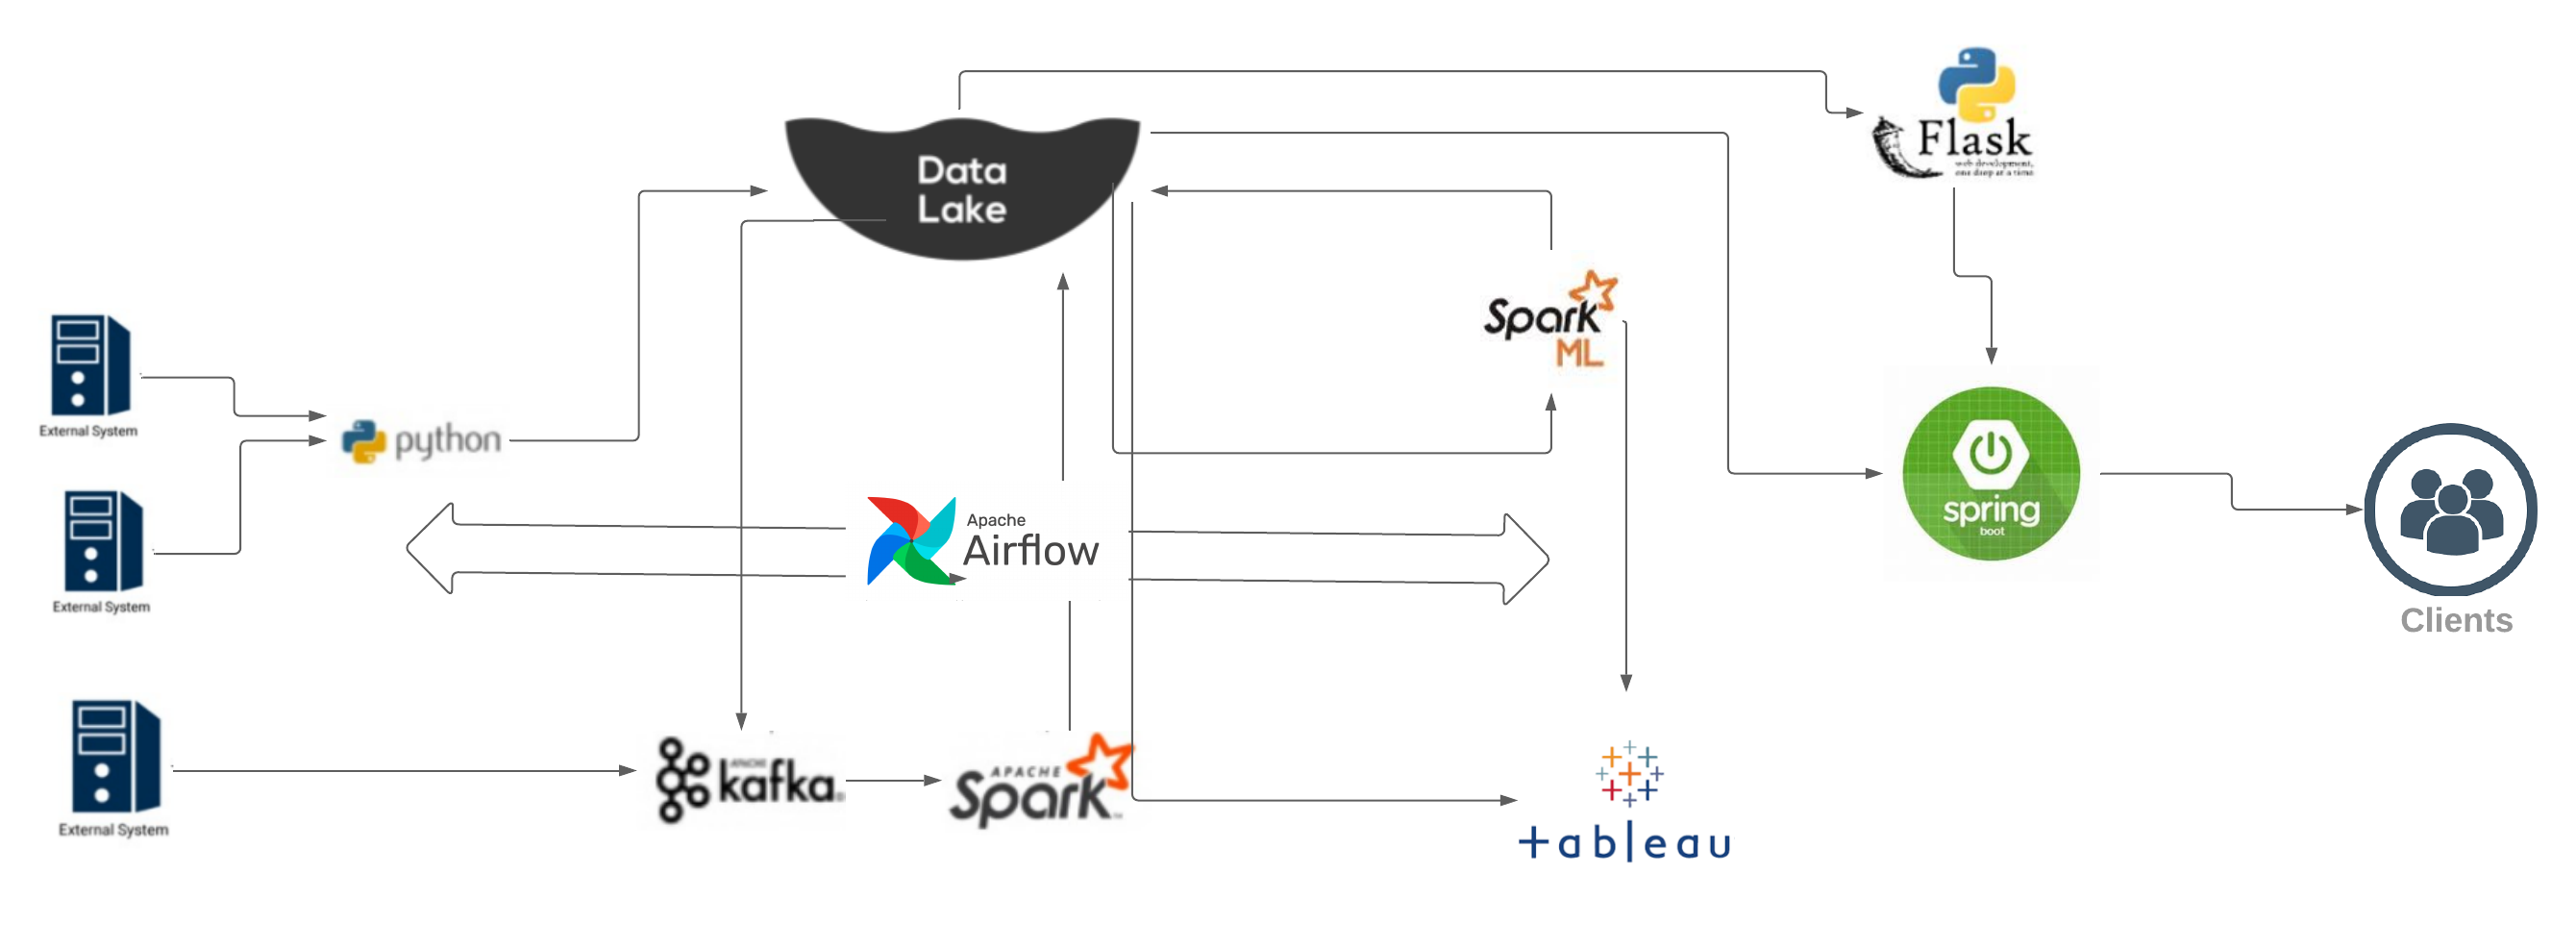 Data
Lake
Flask
web development,
one drop at a time
Spark
ML
External System
python
External System
Apache
Airflow
spring
boot
Clients
External System
APACHE
kafka®
APACHE
Spark™
+ableau